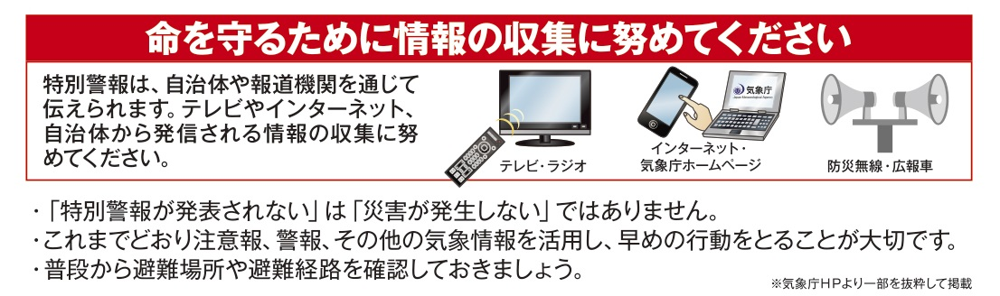 命を守るために情報の収集に努めてください
特別警報は、自治体や報道機関を通じて
伝えられます。テレビやインターネット、
自治体から発信される情報の収集に努
めてください。
テレビ・ラジオ
気象庁
Japan Meteorological Agency
インターネット・
気象庁ホームページ
防災無線・広報車
・「特別警報が発表されない」は「災害が発生しない」ではありません。
・これまでどおり注意報、警報、その他の気象情報を活用し、早めの行動をとることが大切です。
・普段から避難場所や避難経路を確認しておきましょう。
※気象庁HPより一部を抜粋して掲載